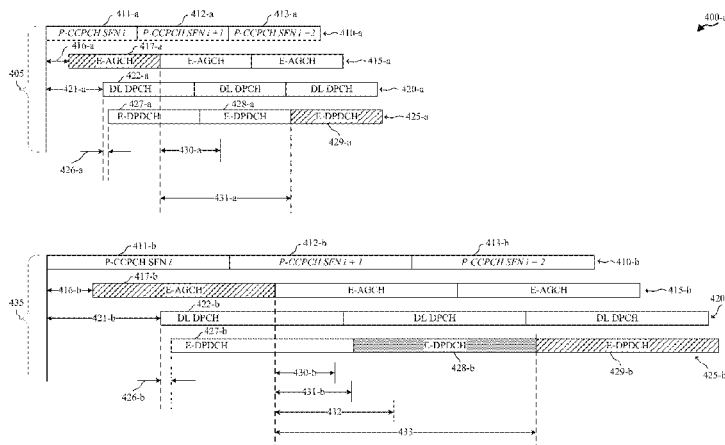 400-a
411-a 412-a 413-a
P-CCPCH SFN i P-CCPCH SFN i + 1 P-CCPCH SFN i + 2 410-a
416-a 417-a
E-AGCH E-AGCH E-AGCH 415-a
405
422-a
421-a DL DPCH DL DPCH DL DPCH 420-a
427-a 428-a
E-DPDCH E-DPDCH E-DPDCH 425-a
429-a
426-a 430-a
431-a
411-b 412-b 413-b
P-CCPCH SFN i P-CCPCH SFN i + 1 P-CCPCH SFN i + 2 410-b
417-b
416-b E-AGCH E-AGCH E-AGCH 415-b
435
422-b 420
421-b DL DPCH DL DPCH DL DPCH
427-b
E-DPDCH E-DPDCH E-DPDCH
428-b 429-b 425-b
426-b 430-b
431-b
432
433